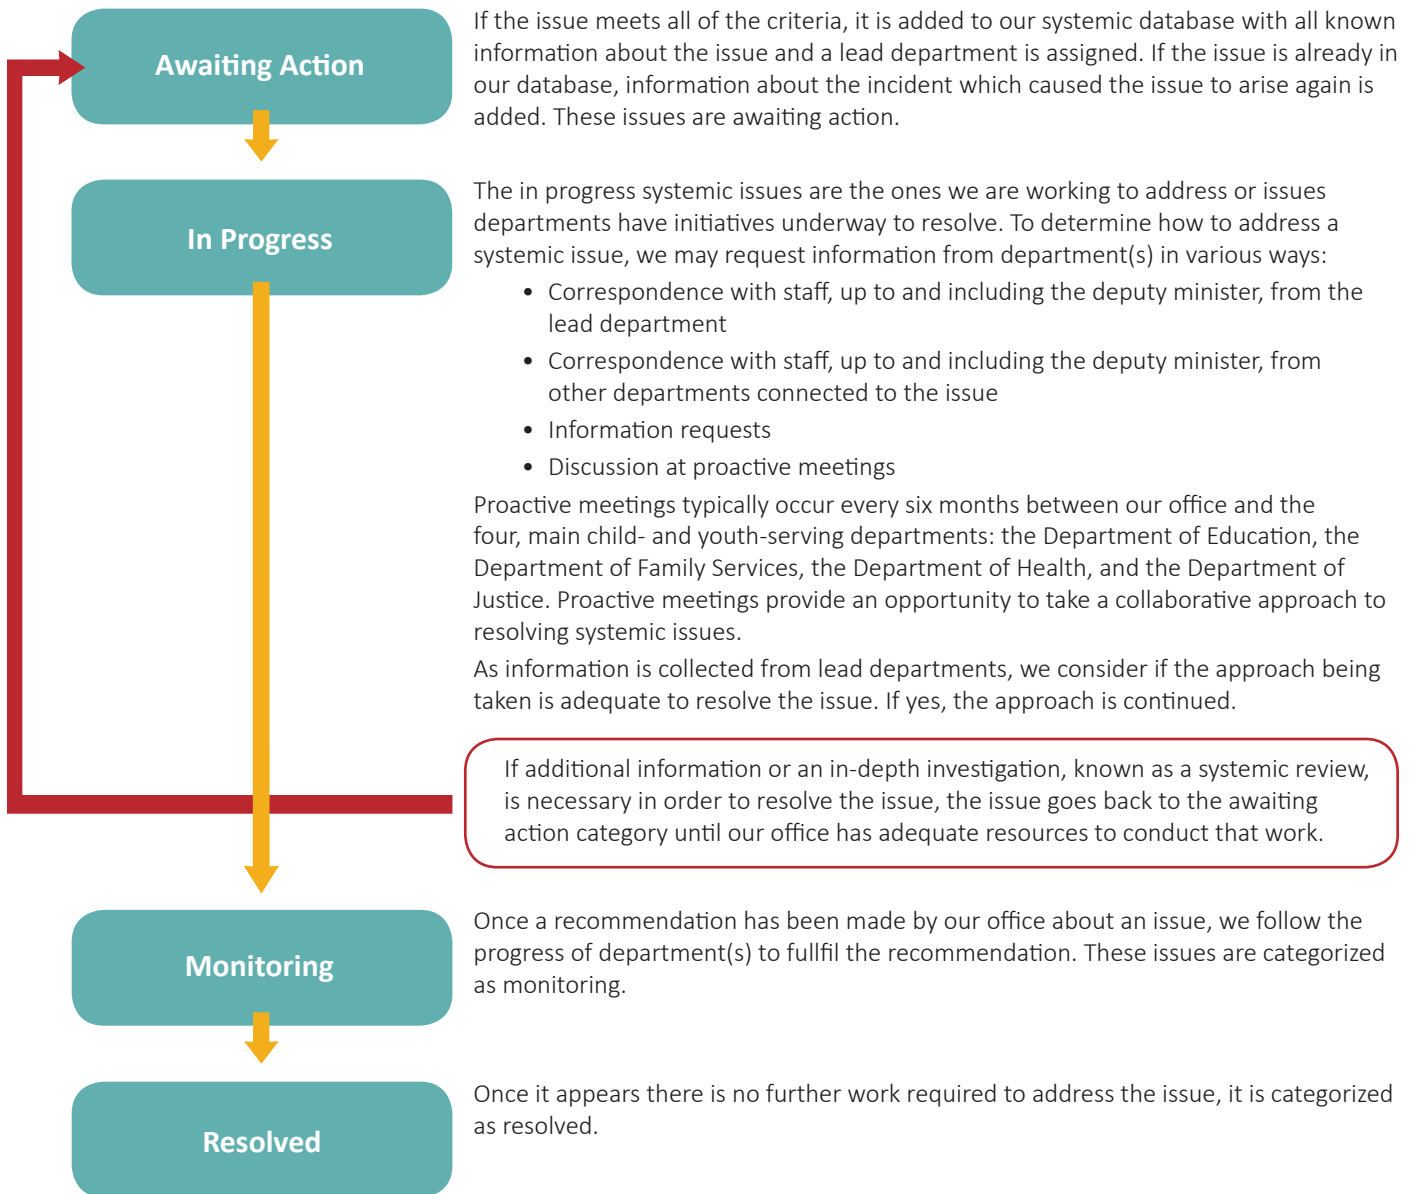 Awaiting Action
If the issue meets all of the criteria, it is added to our systemic database with all known
information about the issue and a lead department is assigned. If the issue is already in
our database, information about the incident which caused the issue to arise again is
added. These issues are awaiting action.
In Progress
The in progress systemic issues are the ones we are working to address or issues
departments have initiatives underway to resolve. To determine how to address a
systemic issue, we may request information from department(s) in various ways:
• Correspondence with staff, up to and including the deputy minister, from the
lead department
• Correspondence with staff, up to and including the deputy minister, from
other departments connected to the issue
• Information requests
• Discussion at proactive meetings
Proactive meetings typically occur every six months between our office and the
four, main child- and youth-serving departments: the Department of Education, the
Department of Family Services, the Department of Health, and the Department of
Justice. Proactive meetings provide an opportunity to take a collaborative approach to
resolving systemic issues.
As information is collected from lead departments, we consider if the approach being
taken is adequate to resolve the issue. If yes, the approach is continued.
If additional information or an in-depth investigation, known as a systemic review,
is necessary in order to resolve the issue, the issue goes back to the awaiting
action category until our office has adequate resources to conduct that work.
Monitoring
Once a recommendation has been made by our office about an issue, we follow the
progress of department(s) to fullfil the recommendation. These issues are categorized
as monitoring.
Resolved
Once it appears there is no further work required to address the issue, it is categorized
as resolved.